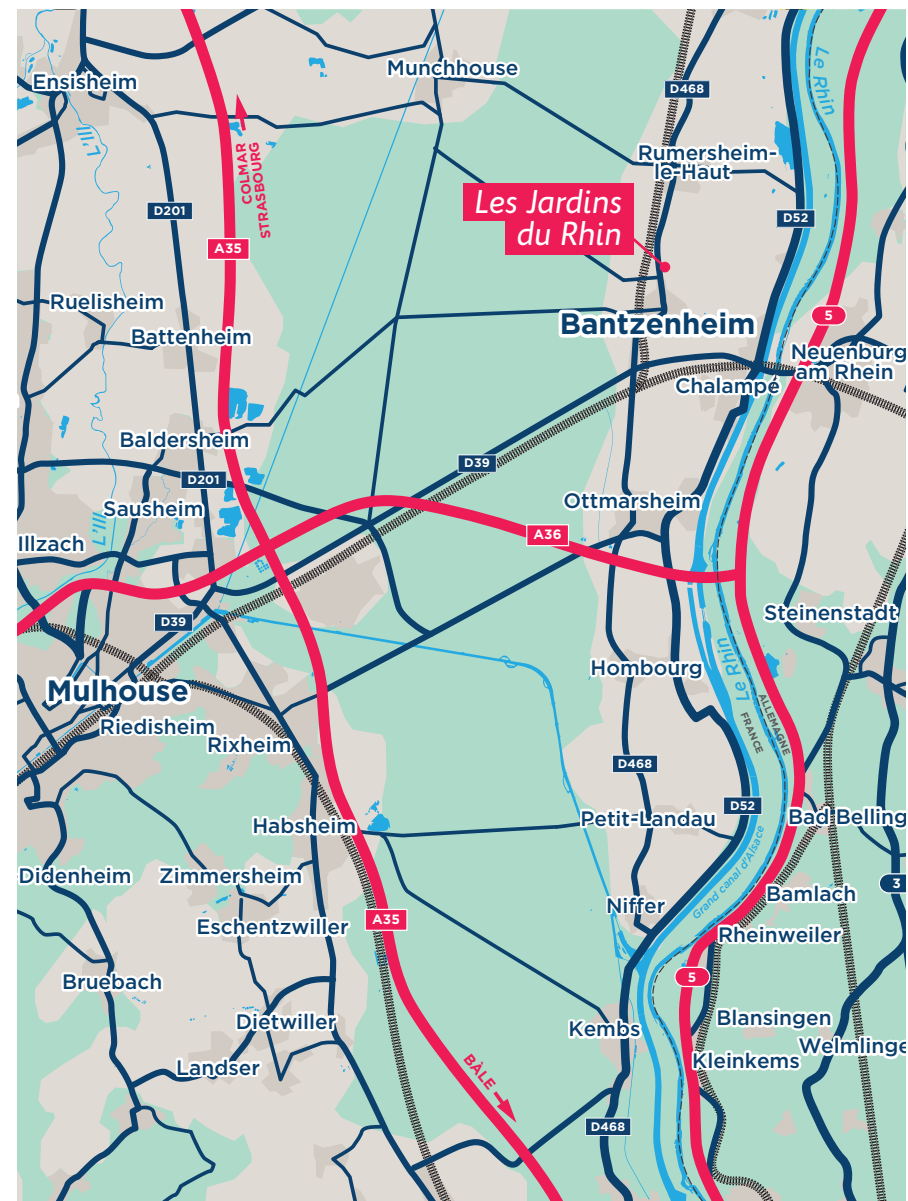 Munchhouse
Ensisheim
L'Ill
D468
Le Rhin
COLMAR
STRASBOURG
Rumersheim-
le-Haut
D201
Les Jardins
du Rhin
D52
A35
Ruelisheim
5
Battenheim
Bantzenheim
Neuenburg
am Rhein
Chalampé
Baldersheim
D39
D201
Sausheim
Ottmarsheim
L'Ill
Illzach
A36
D39
Steinenstadt
Le Rhin
Hombourg
Mulhouse
ALLEMAGNE
FRANCE
Riedisheim
Rixheim
D468
D52
Habsheim
Petit-Landau
Bad Belling
Grand canal d'Alsace
Didenheim
Zimmersheim
3
Bamlach
Niffer
A35
Eschentzwiller
Rheinweiler
5
Bruebach
Dietwiller
Kembs
Blansingen
Welmlinge
Kleinkems
Landser
BÀLE
D468